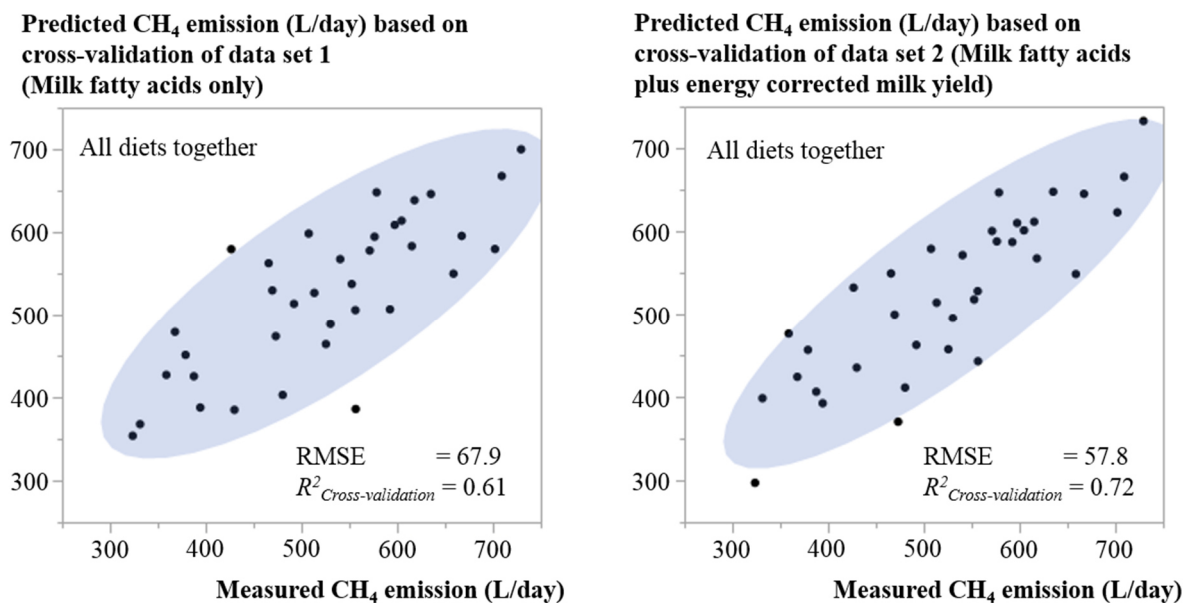 Predicted CH₄ emission (L/day) based on
cross-validation of data set 1
(Milk fatty acids only)
All diets together
700
600
500
400
300
RMSE = 67.9
R²Cross-validation = 0.61
300 400 500 600 700
Measured CH₄ emission (L/day)
Predicted CH₄ emission (L/day) based on
cross-validation of data set 2 (Milk fatty acids
plus energy corrected milk yield)
All diets together
700
600
500
400
300
RMSE = 57.8
R²Cross-validation = 0.72
300 400 500 600 700
Measured CH₄ emission (L/day)